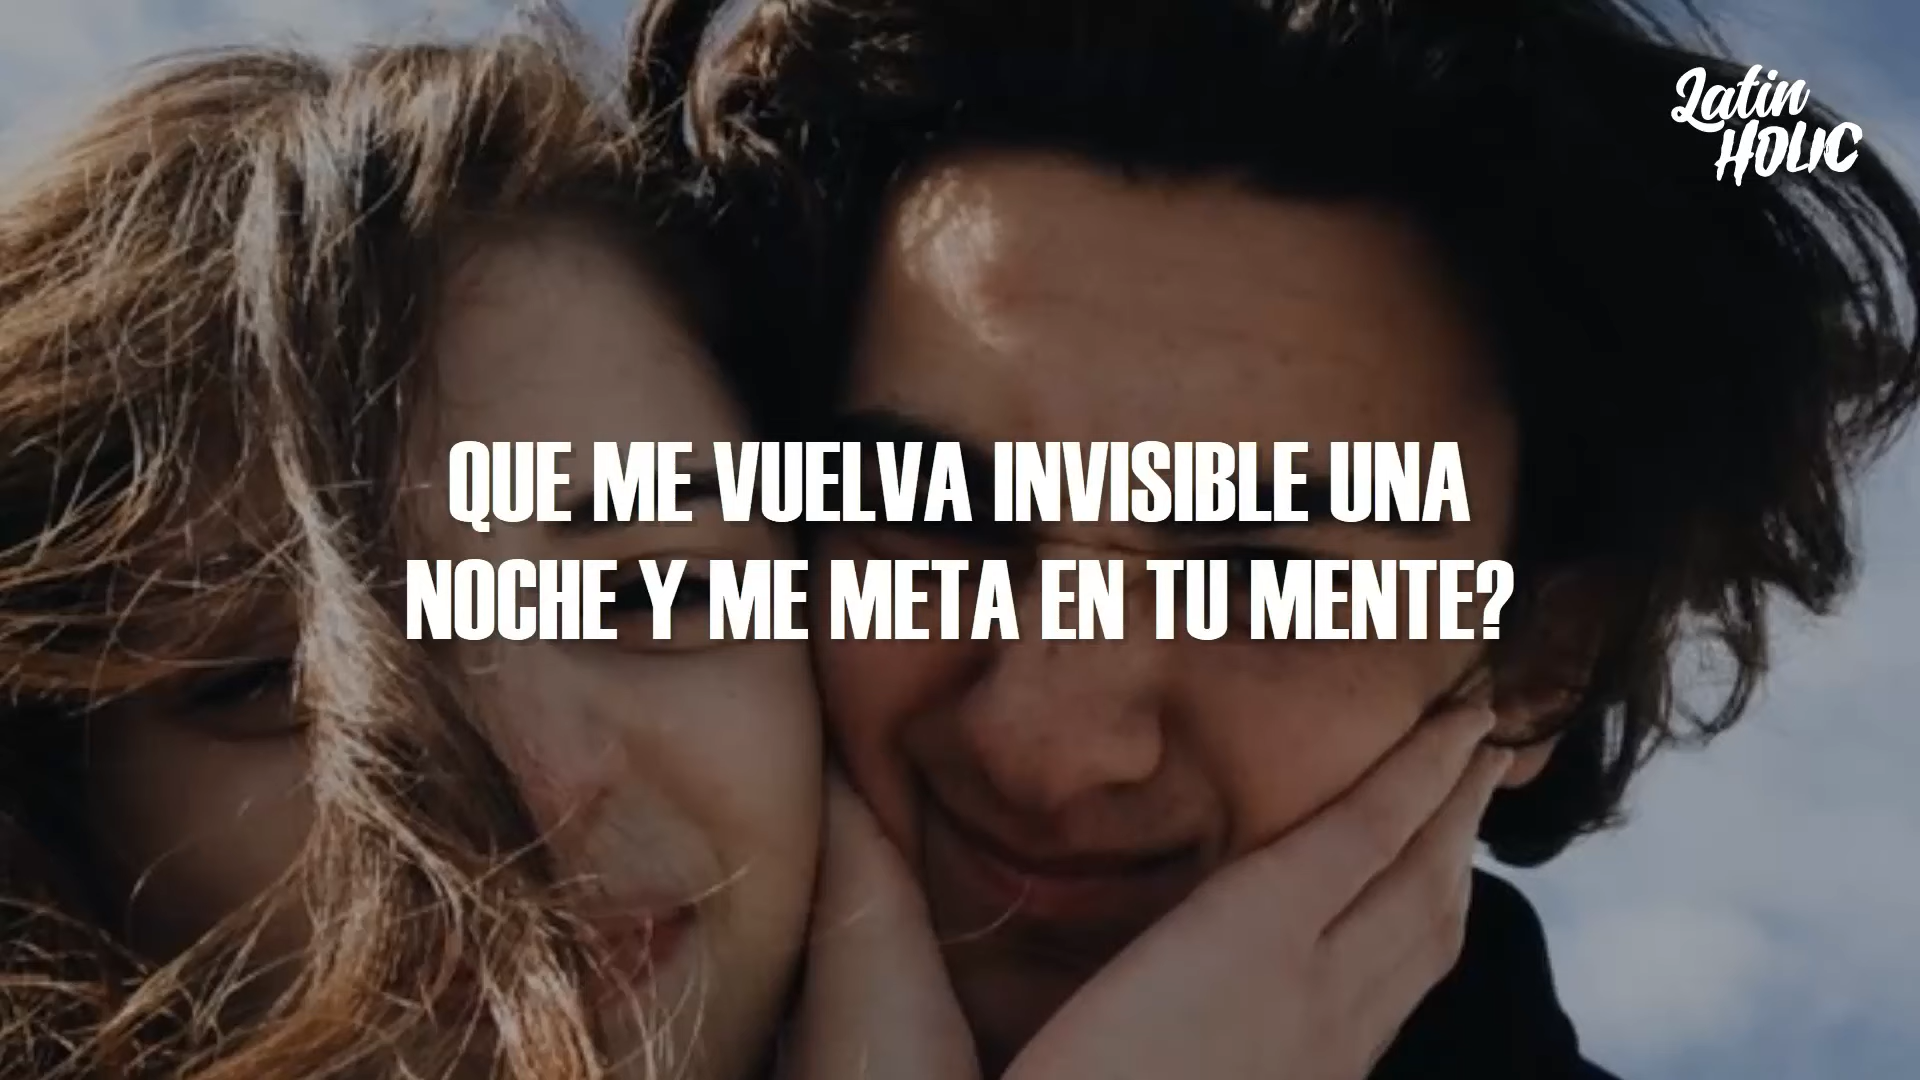 Latin
HOLIC
QUE ME VUELVA INVISIBLE UNA
NOCHE Y ME META EN TU MENTE?